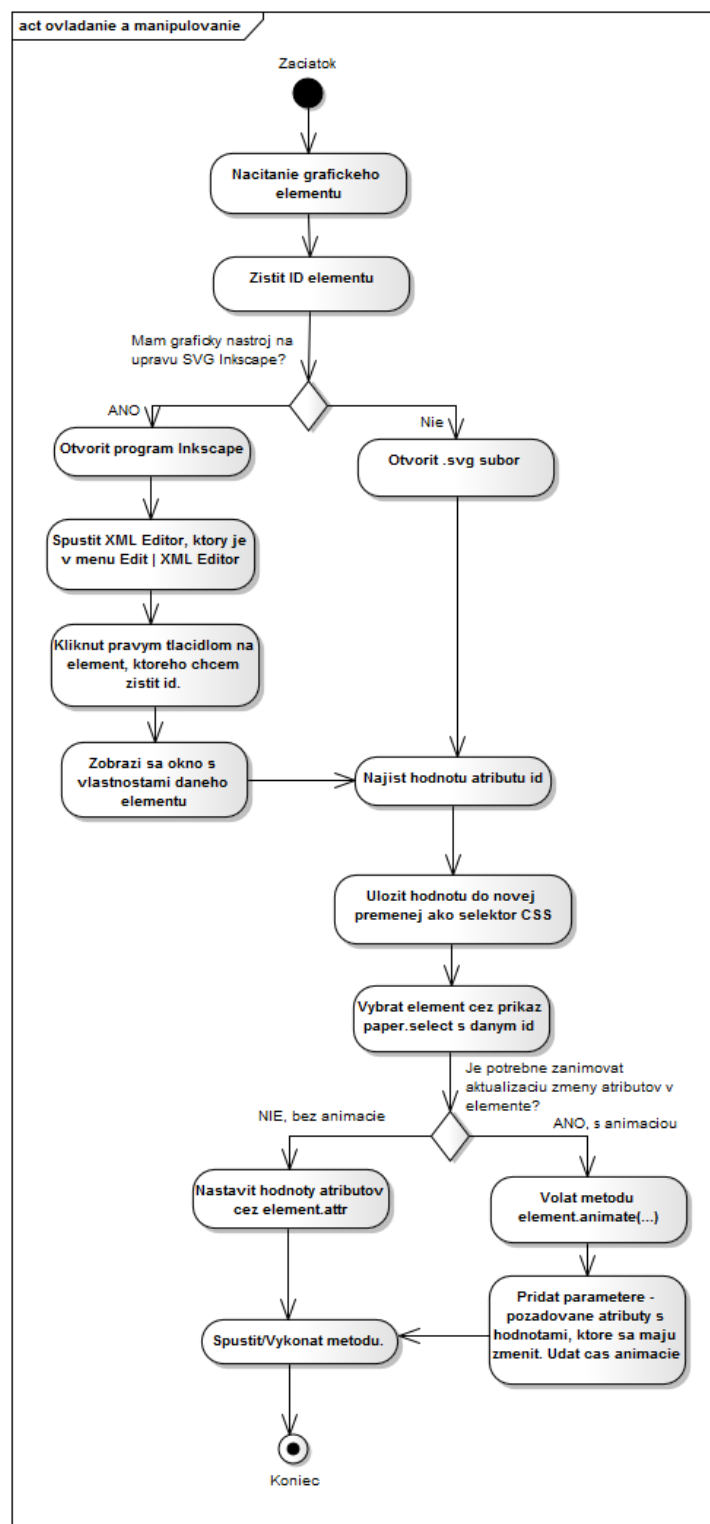 act ovladanie a manipulovanie
Zaciatok
Nacitanie grafickeho
elementu
Zistit ID elementu
Mam graficky nastroj na
upravu SVG Inkscape?
ANO
Nie
Otvorit program Inkscape
Otvorit .svg subor
Spustit XML Editor, ktory je
v menu Edit | XML Editor
Kliknut pravym tlacidlom na
element, ktoreho chcem
zistit id.
Zobrazi sa okno s
vlastnostami daneho
elementu
Najist hodnotu atributu id
Ulozit hodnotu do novej
premenej ako selektor CSS
Vybrat element cez prikaz
paper.select s danym id
Je potrebne zanimovat
aktualizaciu zmeny atributov v
elemente?
NIE, bez animacie
ANO, s animaciou
Nastavit hodnoty atributov
cez element.attr
Volat metodu
element.animate(...)
Pridat parametere -
pozadovane atributy s
hodnotami, ktore sa maju
zmenit. Udat cas animacie
Spustit/Vykonat metodu.
Koniec